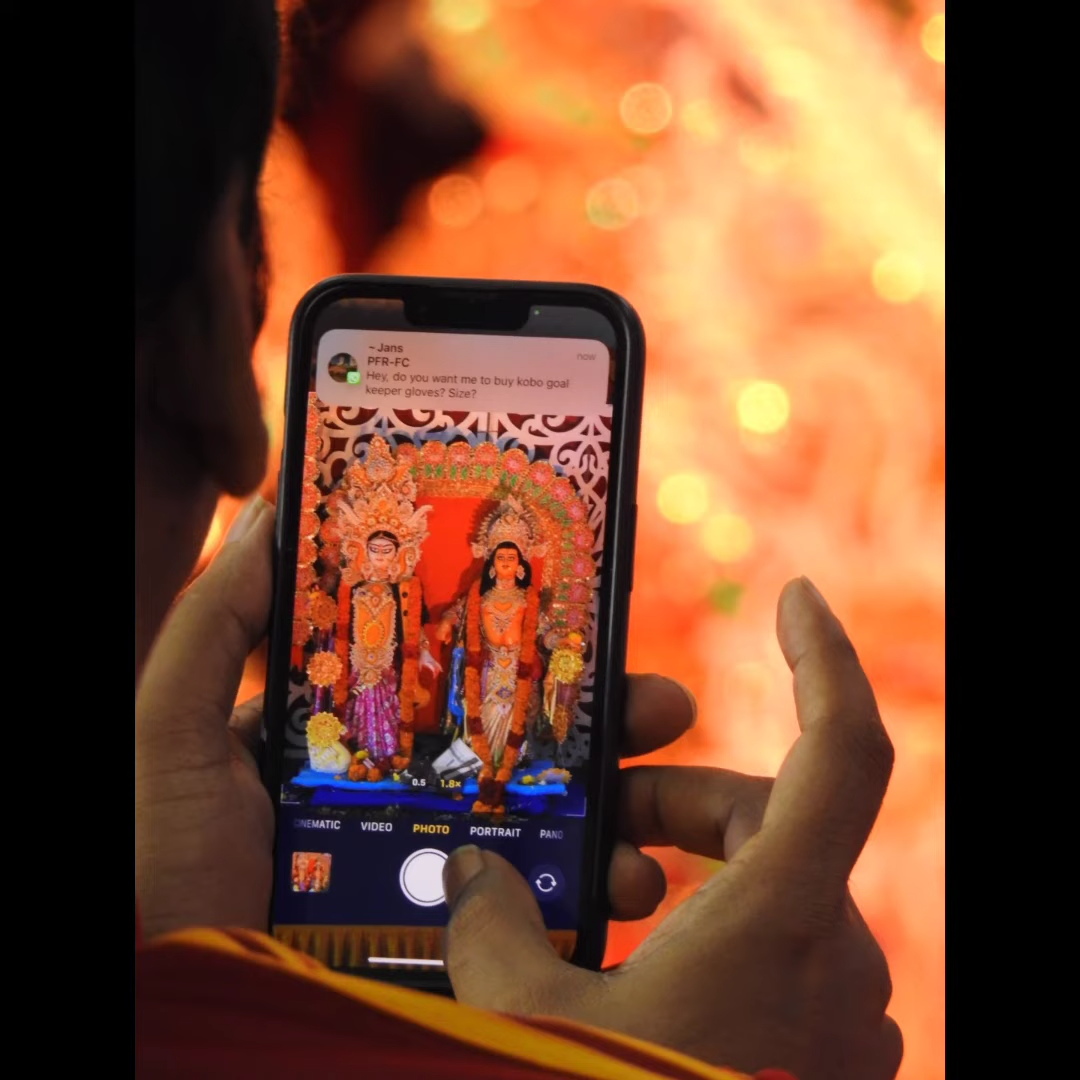 ~Jans
now
PFR-FC
Hey, do you want me to buy kobo goal
keeper gloves? Size?
0.5 1.8×
CINEMATIC VIDEO PHOTO PORTRAIT PANO